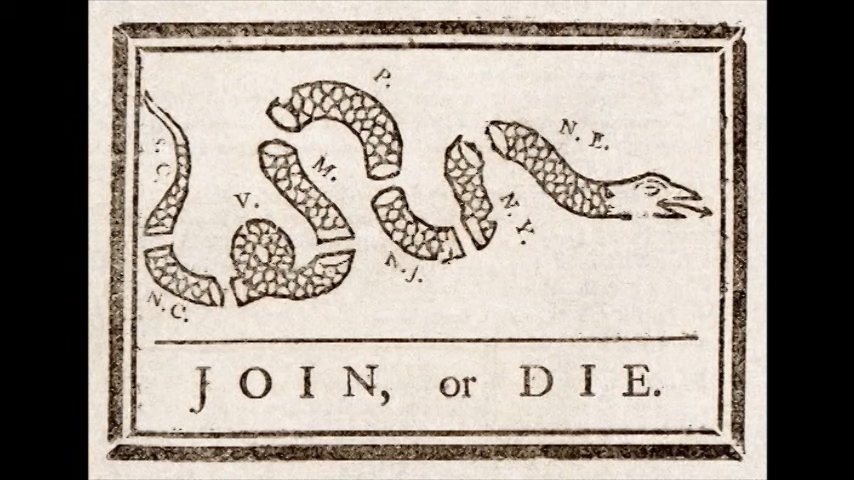 P.
N. E.
S. C.
M.
V.
N. Y.
N. J.
N. C.
JOIN, or DIE.